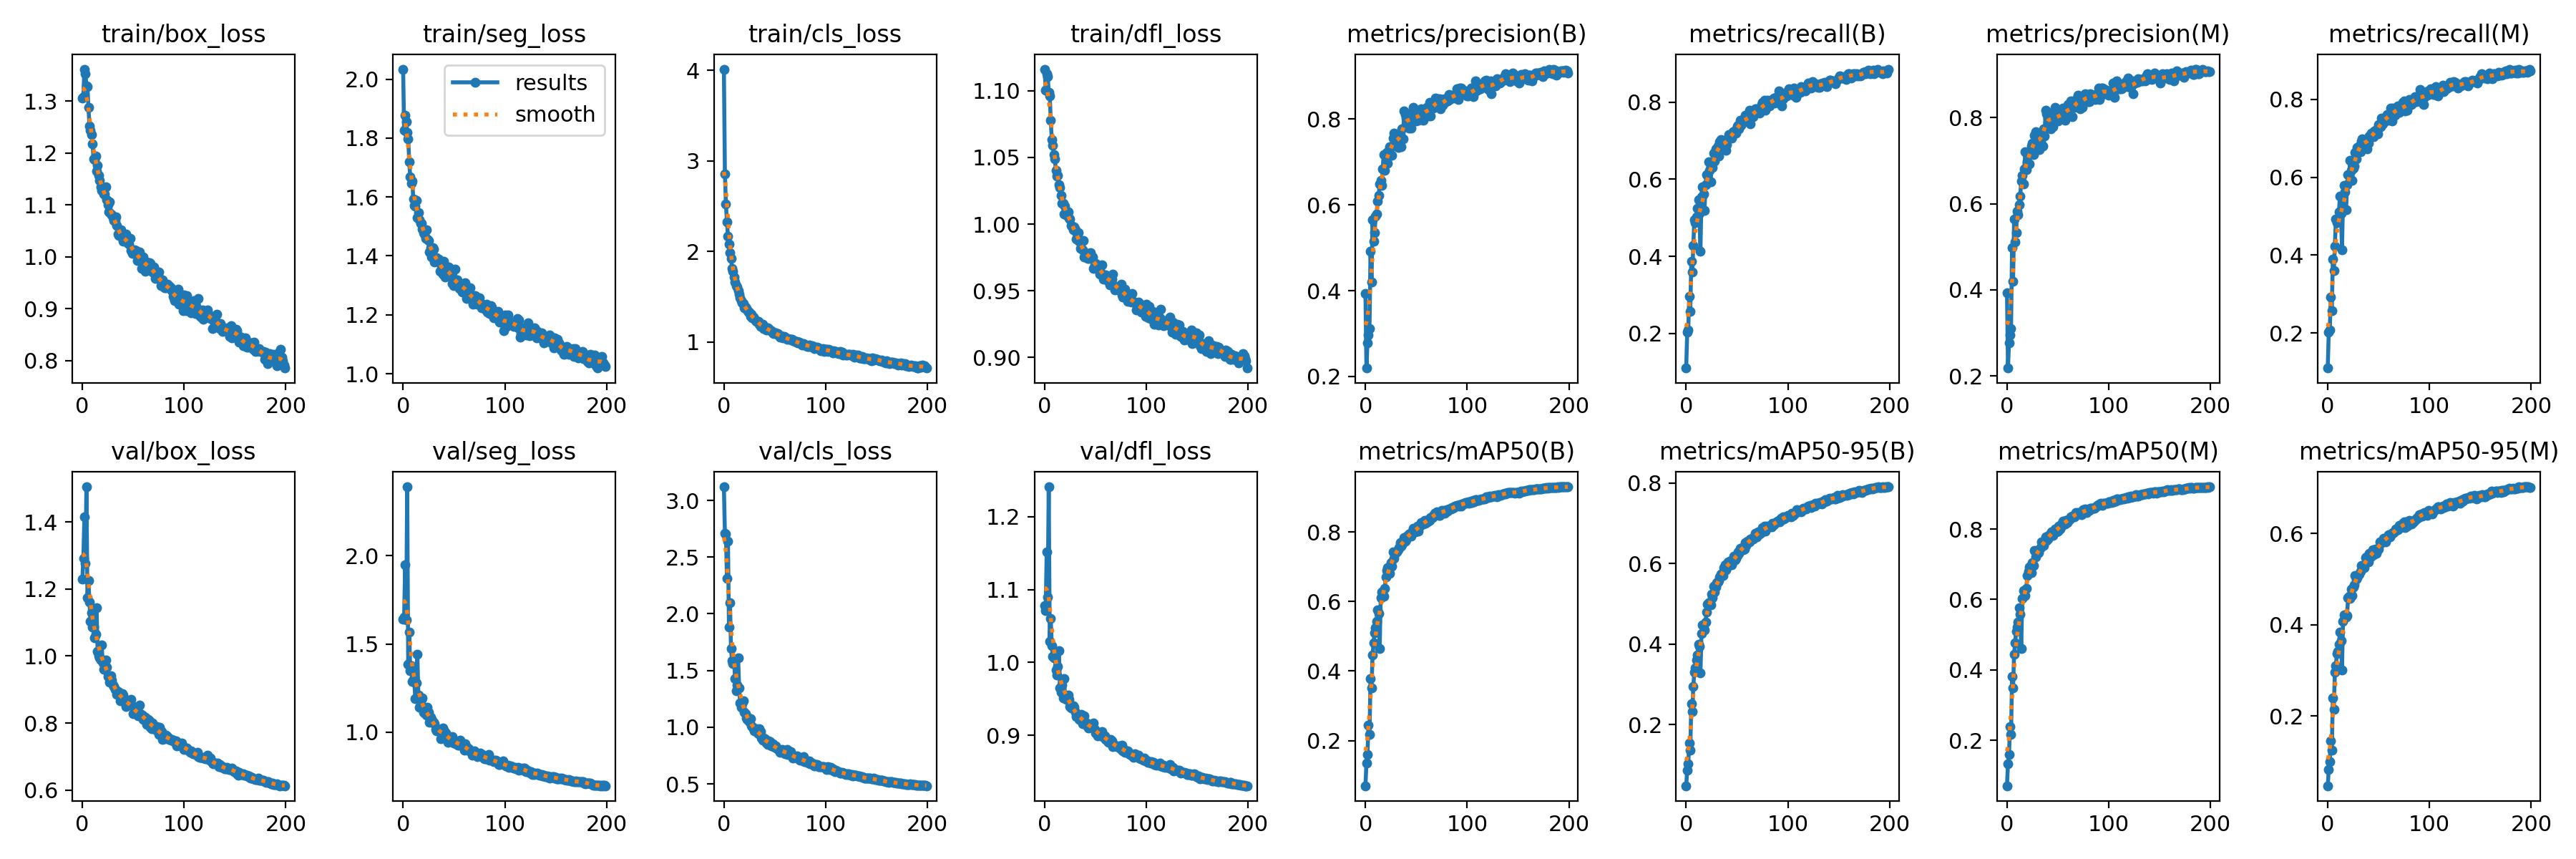 train/box_loss
train/seg_loss
train/cls_loss
train/dfl_loss
metrics/precision(B)
metrics/recall(B)
metrics/precision(M)
metrics/recall(M)
1.3
1.2
1.1
1.0
0.9
0.8
0 100 200
2.0
1.8
1.6
1.4
1.2
1.0
results
smooth
0 100 200
4
3
2
1
0 100 200
1.10
1.05
1.00
0.95
0.90
0 100 200
0.8
0.6
0.4
0.2
0 100 200
0.8
0.6
0.4
0.2
0 100 200
0.8
0.6
0.4
0.2
0 100 200
0.8
0.6
0.4
0.2
0 100 200
val/box_loss
val/seg_loss
val/cls_loss
val/dfl_loss
metrics/mAP50(B)
metrics/mAP50-95(B)
metrics/mAP50(M)
metrics/mAP50-95(M)
1.4
1.2
1.0
0.8
0.6
0 100 200
2.0
1.5
1.0
0 100 200
3.0
2.5
2.0
1.5
1.0
0.5
0 100 200
1.2
1.1
1.0
0.9
0 100 200
0.8
0.6
0.4
0.2
0 100 200
0.8
0.6
0.4
0.2
0 100 200
0.8
0.6
0.4
0.2
0 100 200
0.6
0.4
0.2
0 100 200